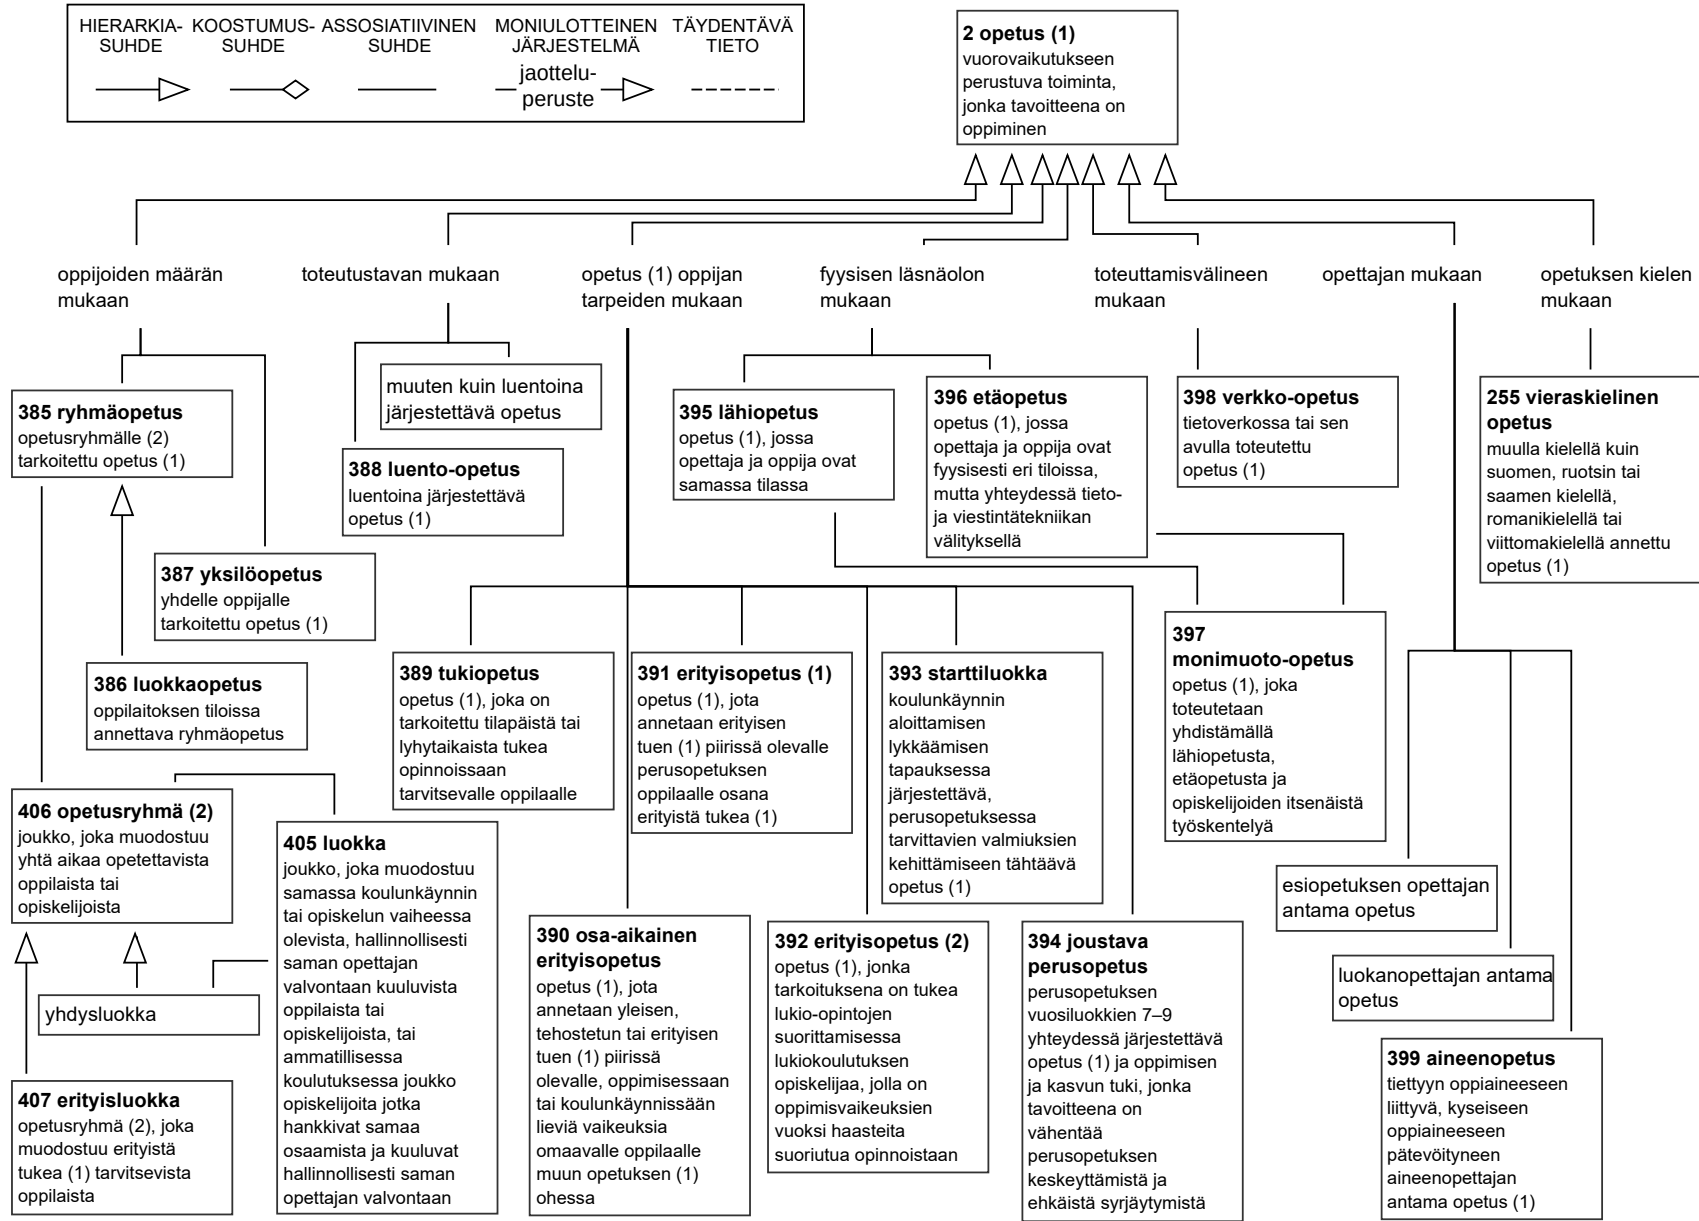 HIERARKIA-
SUHDE
KOOSTUMUS-
SUHDE
ASSOSIATIIVINEN
SUHDE
MONIULOTTEINEN
JÄRJESTELMÄ
TÄYDENTÄVÄ
TIETO
jaottelu-
peruste
2 opetus (1)
vuorovaikutukseen
perustuva toiminta,
jonka tavoitteena on
oppiminen
oppijoiden määrän
mukaan
toteutustavan mukaan
opetus (1) oppijan
tarpeiden mukaan
fyysisen läsnäolon
mukaan
toteuttamisvälineen
mukaan
opettajan mukaan
opetuksen kielen
mukaan
385 ryhmäopetus
opetusryhmälle (2)
tarkoitettu opetus (1)
muuten kuin luentoina
järjestettävä opetus
388 luento-opetus
luentoina järjestettävä
opetus (1)
395 lähiopetus
opetus (1), jossa
opettaja ja oppija ovat
samassa tilassa
396 etäopetus
opetus (1), jossa
opettaja ja oppija ovat
fyysisesti eri tiloissa,
mutta yhteydessä tieto-
ja viestintätekniikan
välityksellä
398 verkko-opetus
tietoverkossa tai sen
avulla toteutettu
opetus (1)
255 vieraskielinen
opetus
muulla kielellä kuin
suomen, ruotsin tai
saamen kielellä,
romanikielellä tai
viittomakielellä annettu
opetus (1)
387 yksilöopetus
yhdelle oppijalle
tarkoitettu opetus (1)
386 luokkaopetus
oppilaitoksen tiloissa
annettava ryhmäopetus
389 tukiopetus
opetus (1), joka on
tarkoitettu tilapäistä tai
lyhytaikaista tukea
opinnoissaan
tarvitsevalle oppilaalle
391 erityisopetus (1)
opetus (1), jota
annetaan erityisen
tuen (1) piirissä olevalle
perusopetuksen
oppilaalle osana
erityistä tukea (1)
393 starttiluokka
koulunkäynnin
aloittamisen
lykkäämisen
tapauksessa
järjestettävä,
perusopetuksessa
tarvittavien valmiuksien
kehittämiseen tähtäävä
opetus (1)
397
monimuoto-opetus
opetus (1), joka
toteutetaan
yhdistämällä
lähiopetusta,
etäopetusta ja
opiskelijoiden itsenäistä
työskentelyä
406 opetusryhmä (2)
joukko, joka muodostuu
yhtä aikaa opetettavista
oppilaista tai
opiskelijoista
405 luokka
joukko, joka muodostuu
samassa koulunkäynnin
tai opiskelun vaiheessa
olevista, hallinnollisesti
saman opettajan
valvontaan kuuluvista
oppilaista tai
opiskelijoista, tai
ammatillisessa
koulutuksessa joukko
opiskelijoita jotka
hankkivat samaa
osaamista ja kuuluvat
hallinnollisesti saman
opettajan valvontaan
esiopetuksen opettajan
antama opetus
390 osa-aikainen
erityisopetus
opetus (1), jota
annetaan yleisen,
tehostetun tai erityisen
tuen (1) piirissä
olevalle, oppimisessaan
tai koulunkäynnissään
lieviä vaikeuksia
omaavalle oppilaalle
muun opetuksen (1)
ohessa
392 erityisopetus (2)
opetus (1), jonka
tarkoituksena on tukea
lukio-opintojen
suorittamisessa
lukiokoulutuksen
opiskelijaa, jolla on
oppimisvaikeuksien
vuoksi haasteita
suoriutua opinnoistaan
394 joustava
perusopetus
perusopetuksen
vuosiluokkien 7–9
yhteydessä järjestettävä
opetus (1) ja oppimisen
ja kasvun tuki, jonka
tavoitteena on
vähentää
perusopetuksen
keskeyttämistä ja
ehkäistä syrjäytymistä
luokanopettajan antama
opetus
yhdysluokka
399 aineenopetus
tiettyyn oppiaineeseen
liittyvä, kyseiseen
oppiaineeseen
pätevöityneen
aineenopettajan
antama opetus (1)
407 erityisluokka
opetusryhmä (2), joka
muodostuu erityistä
tukea (1) tarvitsevista
oppilaista